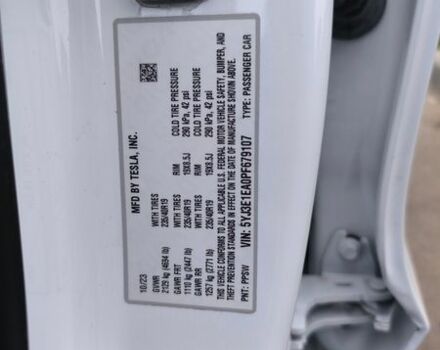 MFD BY TESLA, INC.
10/23
GVWR WITH TIRES RIM COLD TIRE PRESSURE
2129 kg (4694 lb) 235/40R19 19X8.5J 290 kPa, 42 psi
GAWR FRT WITH TIRES RIM COLD TIRE PRESSURE
1110 kg (2447 lb) 235/40R19 19X8.5J 290 kPa, 42 psi
GAWR RR
1257 kg (2771 lb)
THIS VEHICLE CONFORMS TO ALL APPLICABLE U.S. FEDERAL MOTOR VEHICLE SAFETY, BUMPER, AND
THEFT PREVENTION STANDARDS IN EFFECT ON THE DATE OF MANUFACTURE SHOWN ABOVE.
VIN: 5YJ3E1EA0PF679107
PNT: PPSW TYPE: PASSENGER CAR